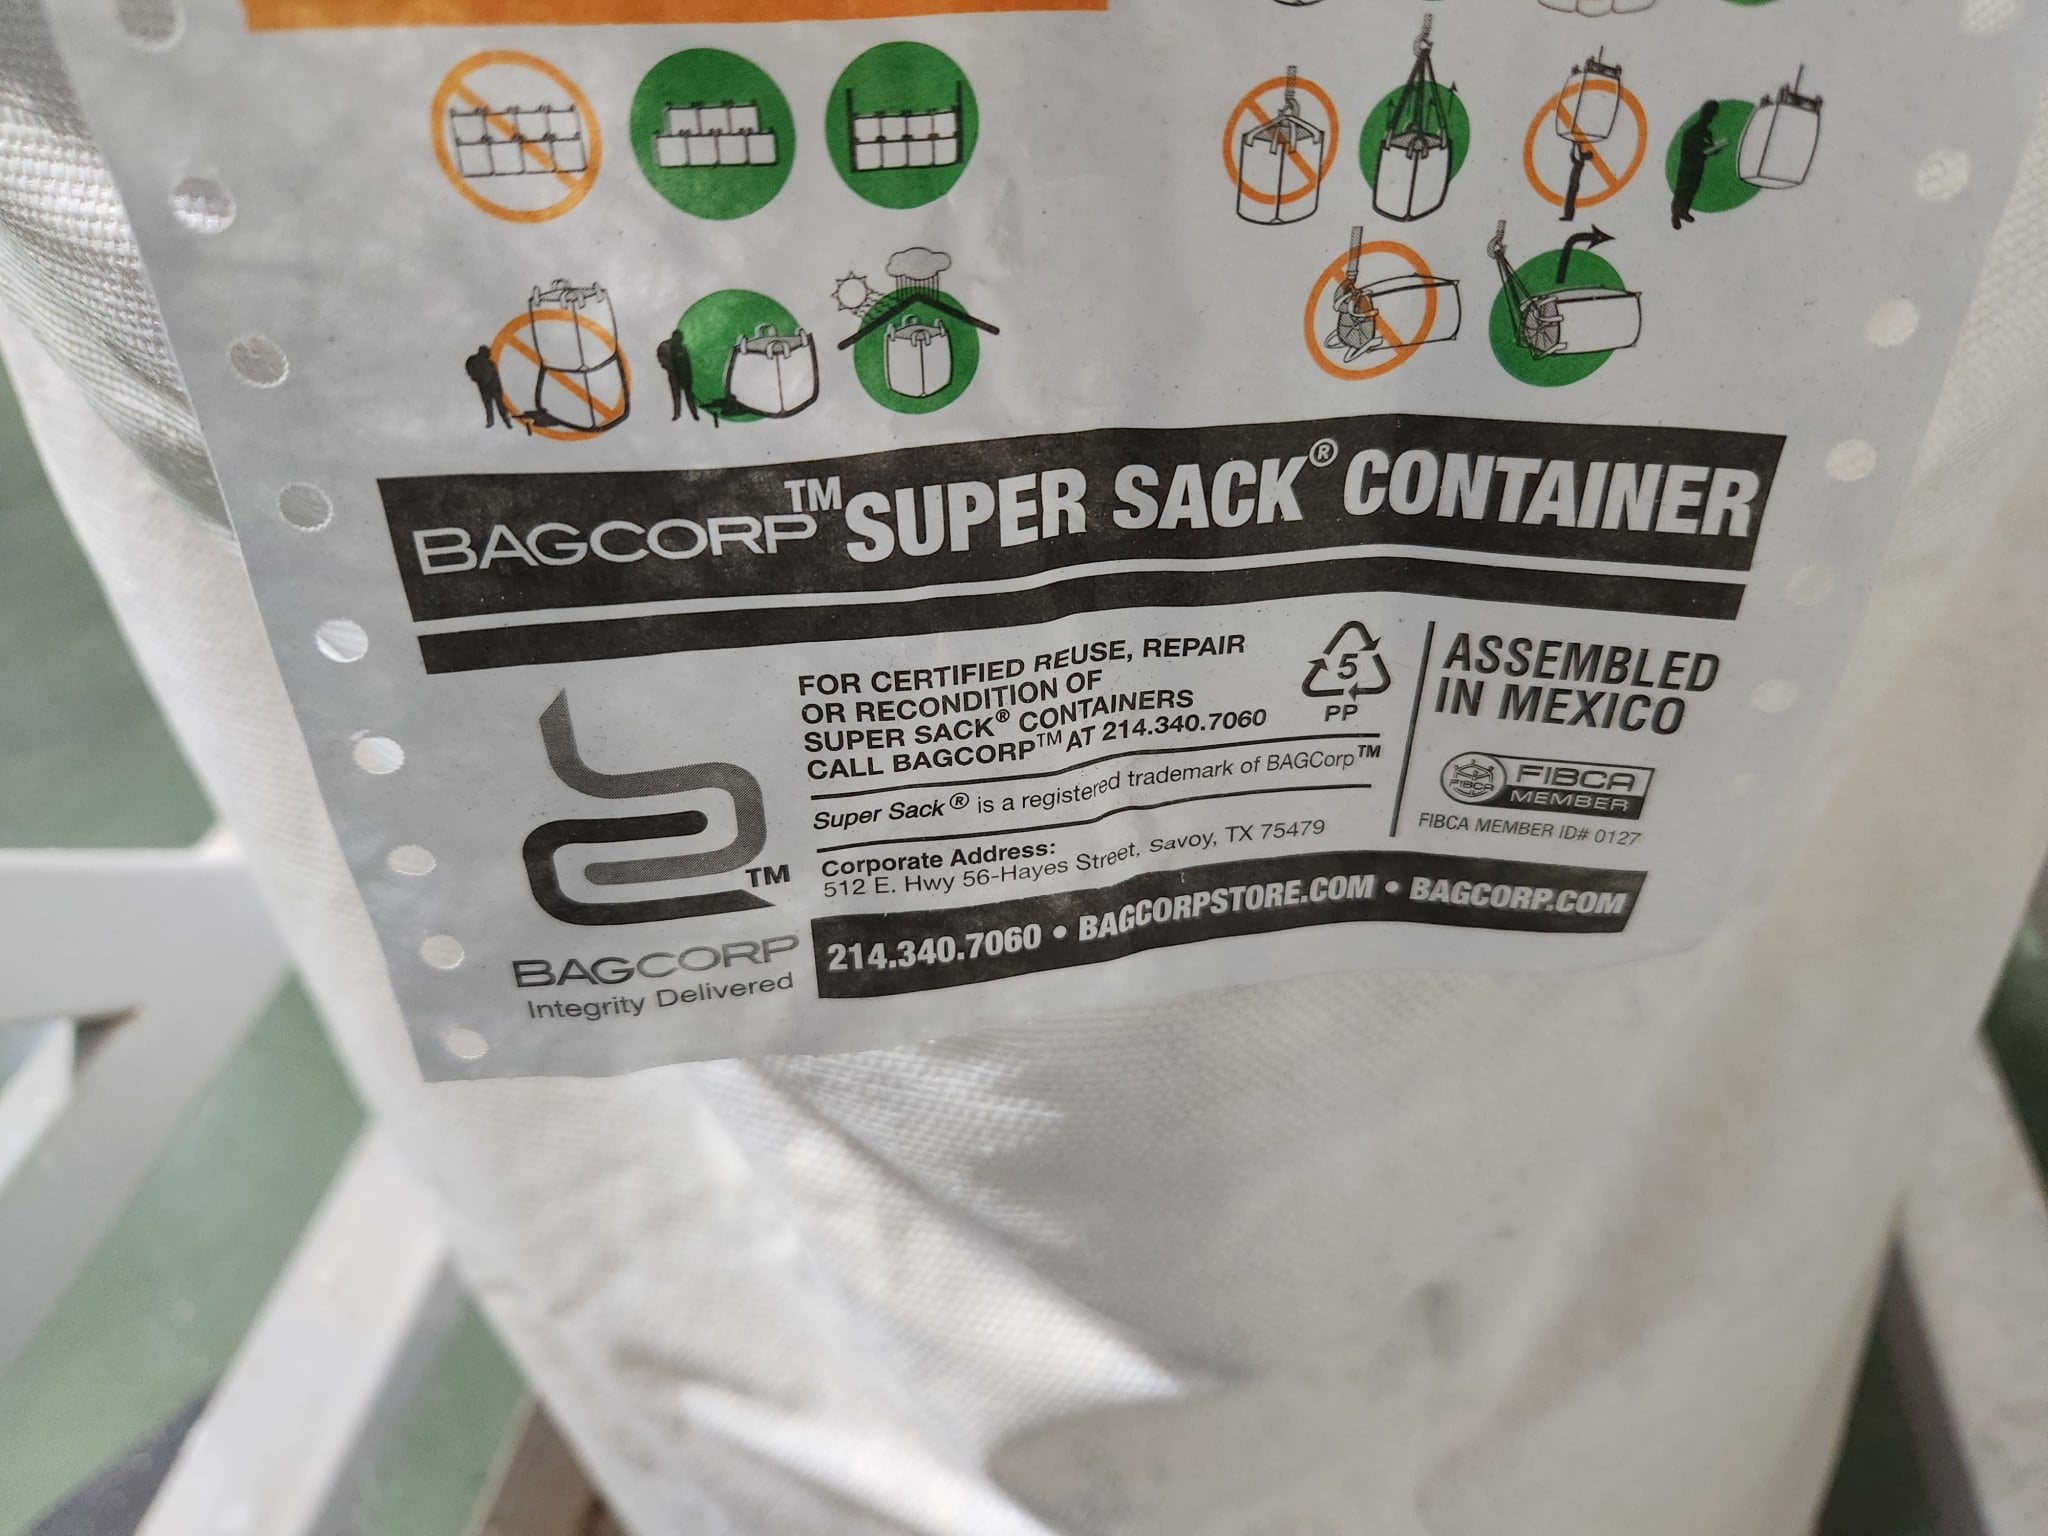 BAGCORP™ SUPER SACK® CONTAINER
FOR CERTIFIED REUSE, REPAIR
OR RECONDITION OF
SUPER SACK® CONTAINERS
CALL BAGCORP™ AT 214.340.7060
5
PP
Super Sack® is a registered trademark of BAGCorp™
Corporate Address:
512 E. Hwy 56-Hayes Street, Savoy, TX 75479
ASSEMBLED
IN MEXICO
FIBCA
FIBCA
MEMBER
FIBCA MEMBER ID# 0127
TM
BAGCORP
Integrity Delivered
214.340.7060 • BAGCORPSTORE.COM • BAGCORP.COM